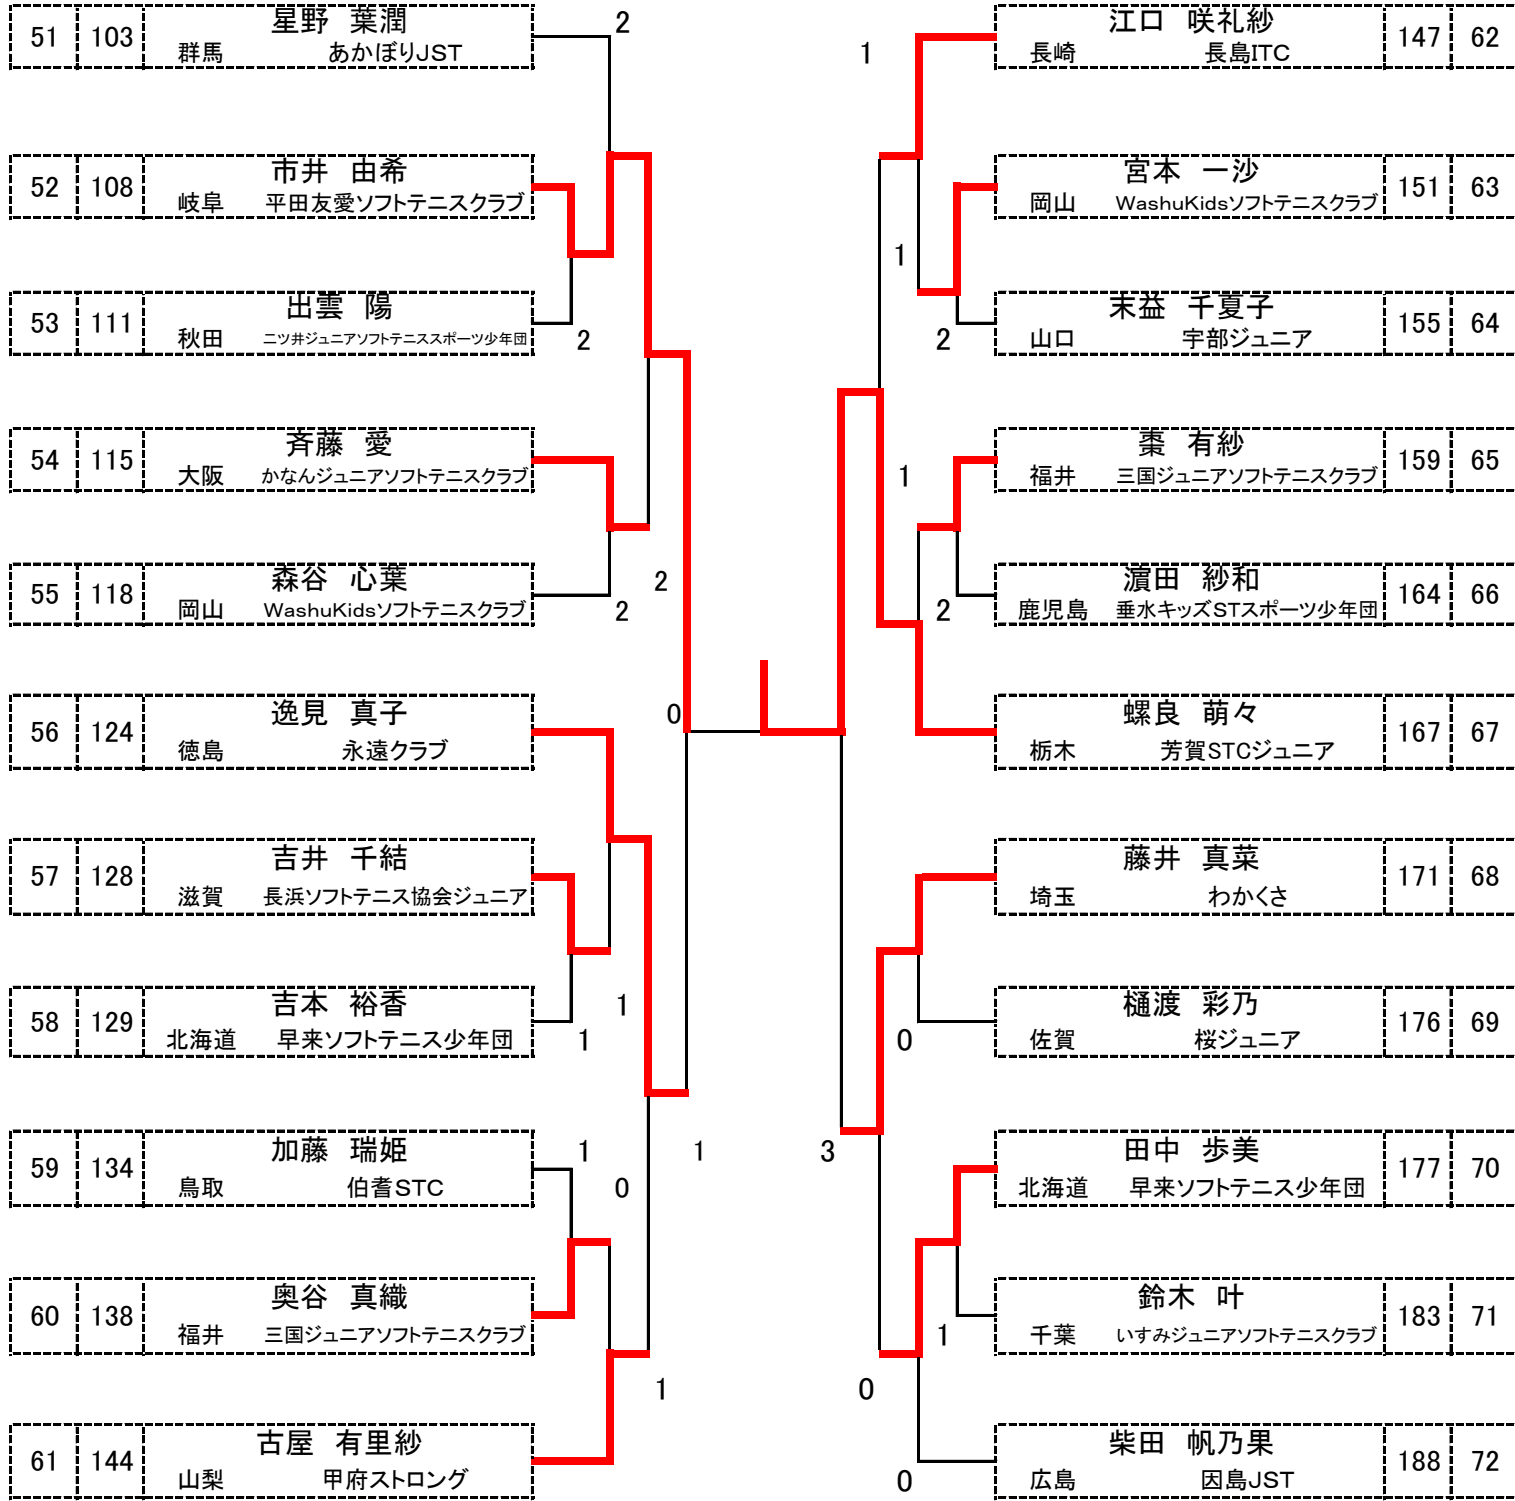 51 103 星野 葉潤
群馬 あかぼりJST
52 108 市井 由希
岐阜 平田友愛ソフトテニスクラブ
53 111 出雲 陽
秋田 二ツ井ジュニアソフトテニススポーツ少年団
54 115 斉藤 愛
大阪 かなんジュニアソフトテニスクラブ
55 118 森谷 心葉
岡山 WashuKidsソフトテニスクラブ
56 124 逸見 真子
徳島 永遠クラブ
57 128 吉井 千結
滋賀 長浜ソフトテニス協会ジュニア
58 129 吉本 裕香
北海道 早来ソフトテニス少年団
59 134 加藤 瑞姫
鳥取 伯耆STC
60 138 奥谷 真織
福井 三国ジュニアソフトテニスクラブ
61 144 古屋 有里紗
山梨 甲府ストロング
2
2
2
2
0
1
1
1
1
0
1
1
1
2
1
2
0
3
1
0
0
江口 咲礼紗 147 62
長崎 長島ITC
宮本 一沙 151 63
岡山 WashuKidsソフトテニスクラブ
末益 千夏子 155 64
山口 宇部ジュニア
棗 有紗 159 65
福井 三国ジュニアソフトテニスクラブ
濵田 紗和 164 66
鹿児島 垂水キッズSTスポーツ少年団
螺良 萌々 167 67
栃木 芳賀STCジュニア
藤井 真菜 171 68
埼玉 わかくさ
樋渡 彩乃 176 69
佐賀 桜ジュニア
田中 歩美 177 70
北海道 早来ソフトテニス少年団
鈴木 叶 183 71
千葉 いすみジュニアソフトテニスクラブ
柴田 帆乃果 188 72
広島 因島JST